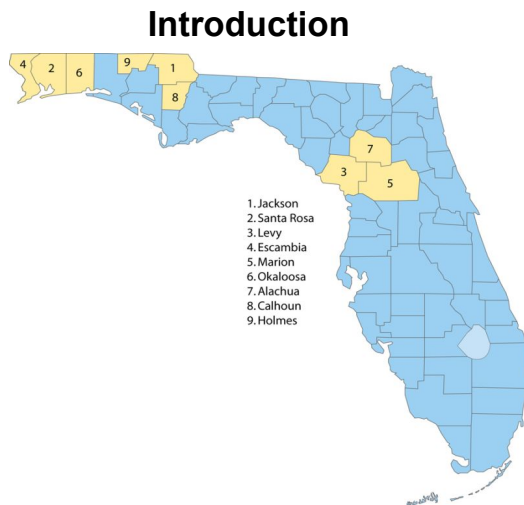 Introduction
4
2
6
9
1
8
7
3
5
1. Jackson
2. Santa Rosa
3. Levy
4. Escambia
5. Marion
6. Okaloosa
7. Alachua
8. Calhoun
9. Holmes